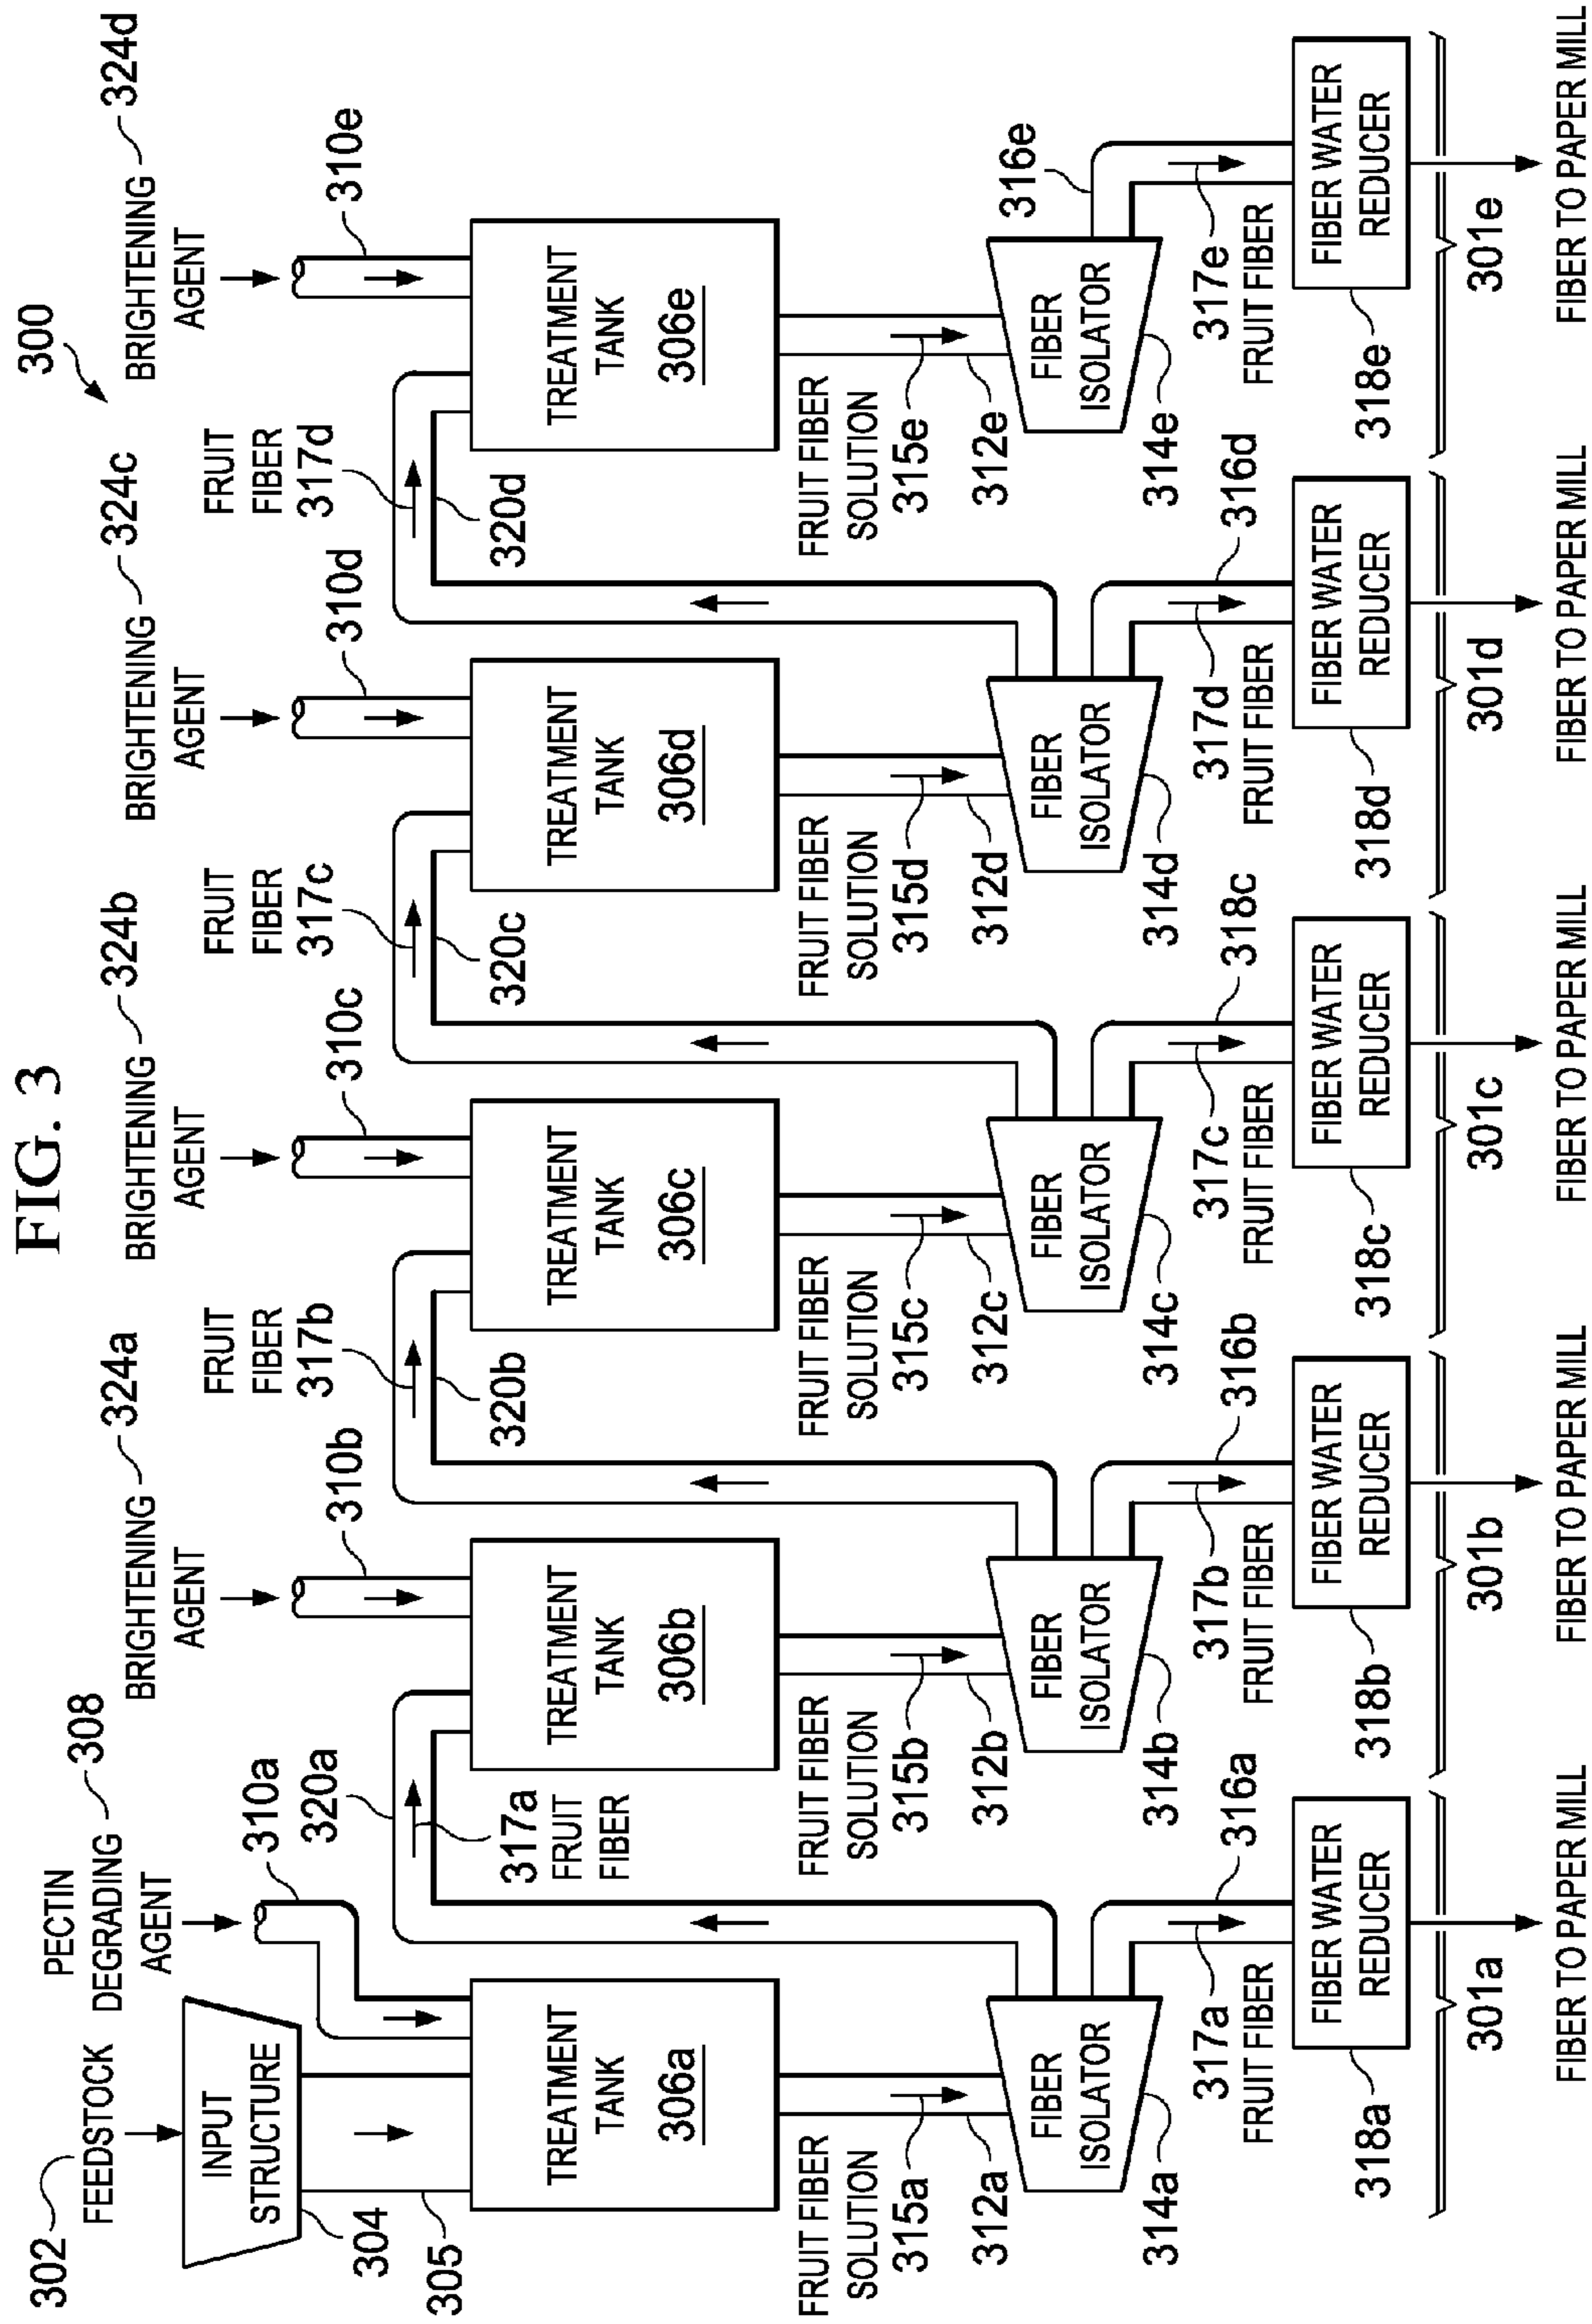 FIG. 3
300
302
FEEDSTOCK
PECTIN
DEGRADING 308
AGENT
BRIGHTENING 324a
AGENT
BRIGHTENING 324b
AGENT
BRIGHTENING 324c
AGENT
BRIGHTENING 324d
AGENT
INPUT
STRUCTURE
304
305
310a
320a
310b
FRUIT
FIBER
317b
310c
FRUIT
FIBER
317c
310d
FRUIT
FIBER
317d
310e
317a
FRUIT
FIBER
320b
320c
320d
TREATMENT
TANK
306a
TREATMENT
TANK
306b
TREATMENT
TANK
306c
TREATMENT
TANK
306d
TREATMENT
TANK
306e
FRUIT FIBER
SOLUTION
315a
312a
FRUIT FIBER
SOLUTION
315b
312b
FRUIT FIBER
SOLUTION
315c
312c
FRUIT FIBER
SOLUTION
315d
312d
FRUIT FIBER
SOLUTION
315e
312e
FIBER
ISOLATOR
314a
FIBER
ISOLATOR
314b
FIBER
ISOLATOR
314c
FIBER
ISOLATOR
314d
FIBER
ISOLATOR
314e
316a
317a
FRUIT FIBER
316b
317b
FRUIT FIBER
318c
317c
FRUIT FIBER
316d
317d
FRUIT FIBER
316e
317e
FRUIT FIBER
FIBER WATER
REDUCER
318a
FIBER WATER
REDUCER
318b
FIBER WATER
REDUCER
318c
FIBER WATER
REDUCER
318d
FIBER WATER
REDUCER
318e
301a
301b
301c
301d
301e
FIBER TO PAPER MILL
FIBER TO PAPER MILL
FIBER TO PAPER MILL
FIBER TO PAPER MILL
FIBER TO PAPER MILL